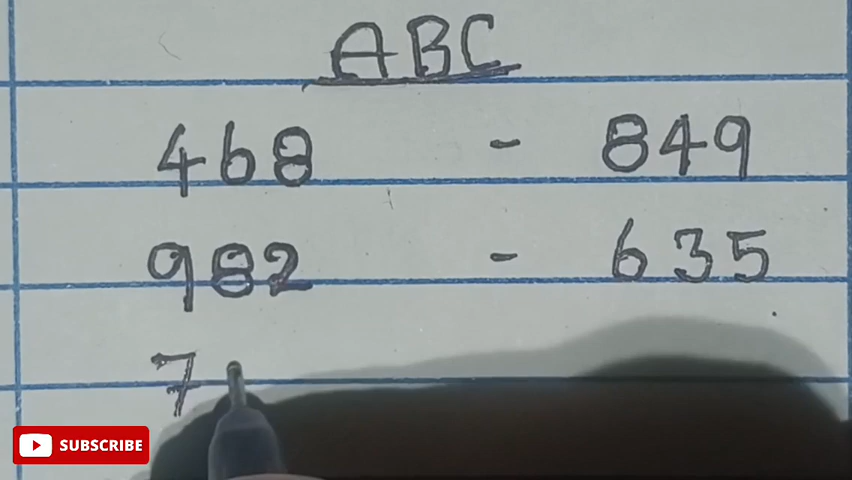 ABC
468 - 849
982 - 635
7
SUBSCRIBE